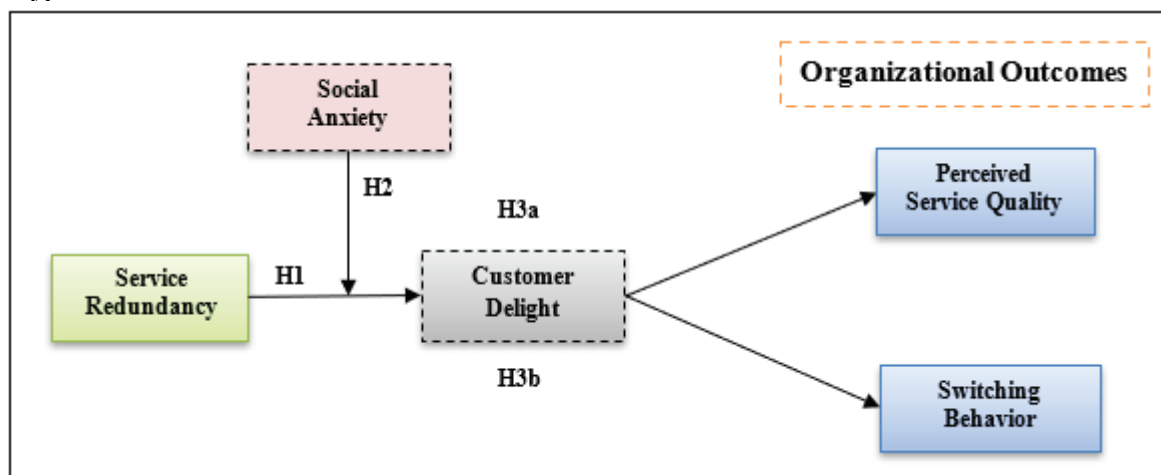 Organizational Outcomes
Social
Anxiety
H2
Perceived
Service Quality
H3a
Service
Redundancy
H1
Customer
Delight
H3b
Switching
Behavior